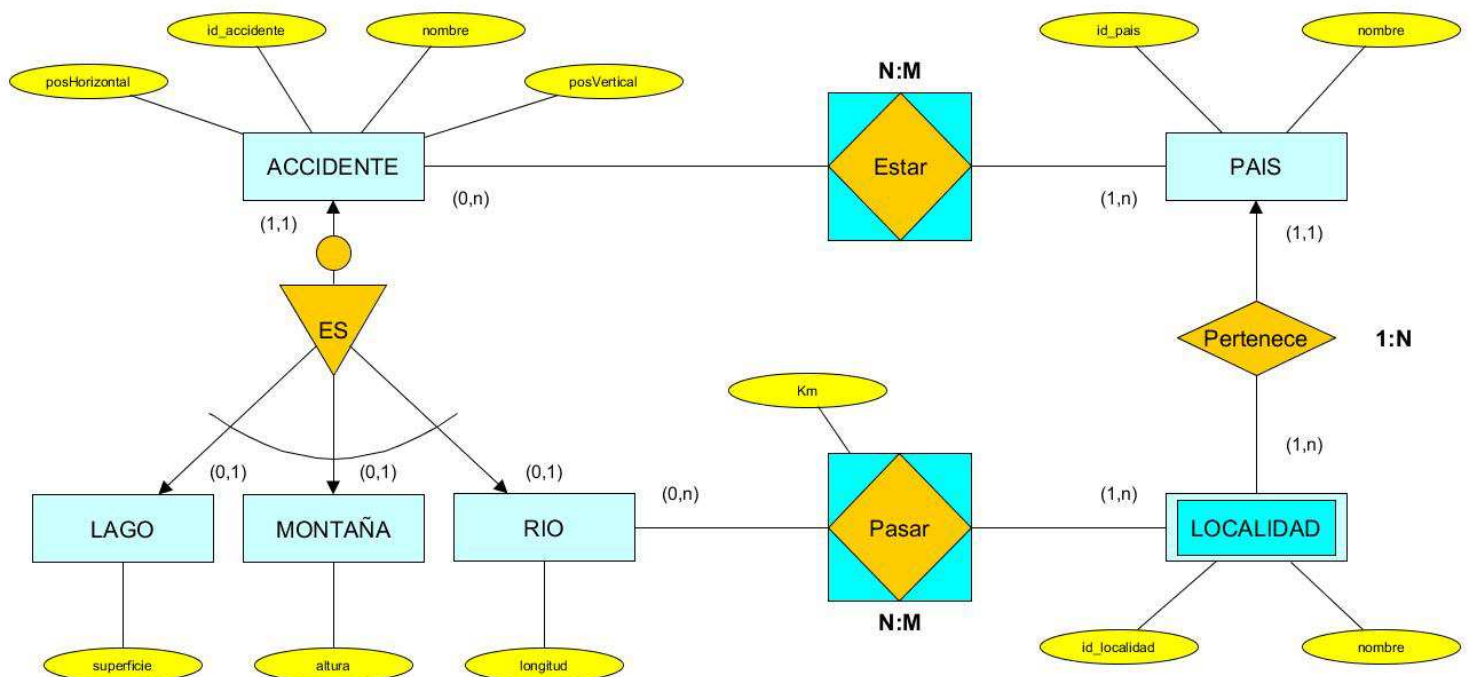 id_accidente
nombre
id_pais
nombre
posHorizontal
posVertical
N:M
ACCIDENTE
Estar
PAIS
(0,n)
(1,n)
(1,1)
(1,1)
ES
Pertenece
1:N
Km
(1,n)
(0,1)
(0,1)
(0,1)
(0,n)
(1,n)
LAGO
MONTAÑA
RIO
Pasar
LOCALIDAD
N:M
superficie
altura
longitud
id_localidad
nombre